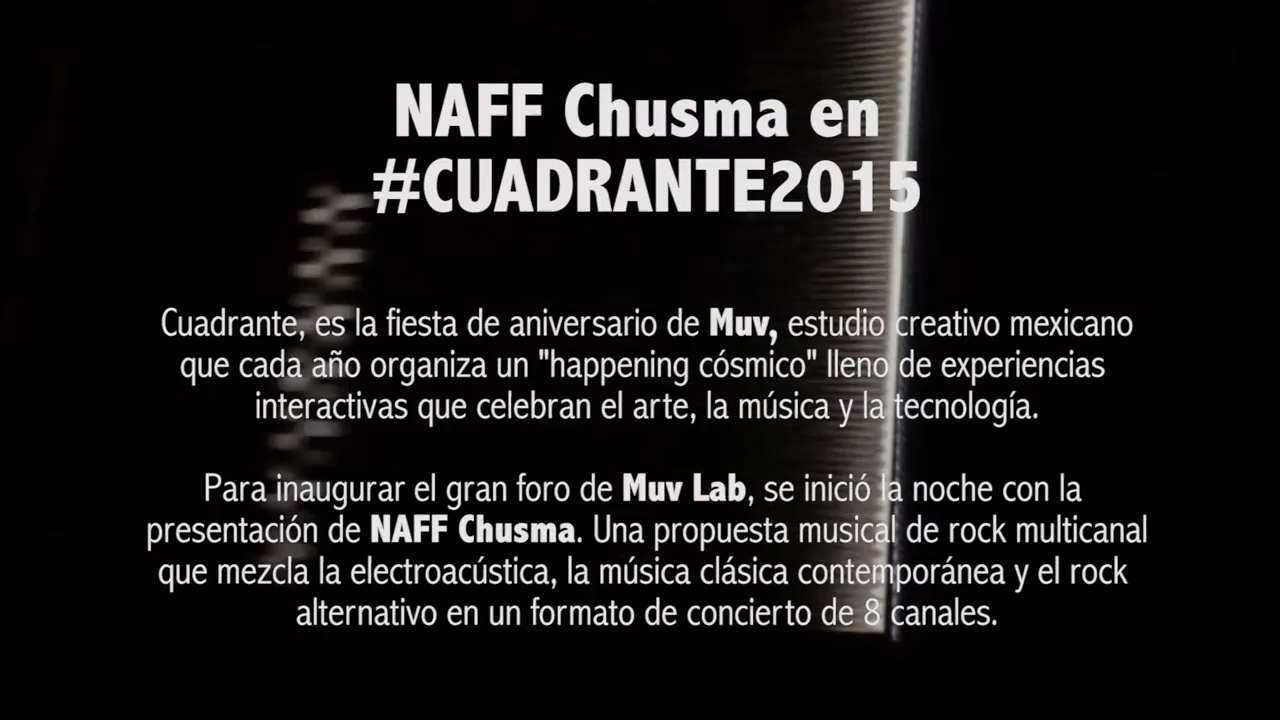 NAFF Chusma en
#CUADRANTE2015
Cuadrante, es la fiesta de aniversario de Muv, estudio creativo mexicano
que cada año organiza un "happening cósmico" lleno de experiencias
interactivas que celebran el arte, la música y la tecnología.
Para inaugurar el gran foro de Muv Lab, se inició la noche con la
presentación de NAFF Chusma. Una propuesta musical de rock multicanal
que mezcla la electroacústica, la música clásica contemporánea y el rock
alternativo en un formato de concierto de 8 canales.